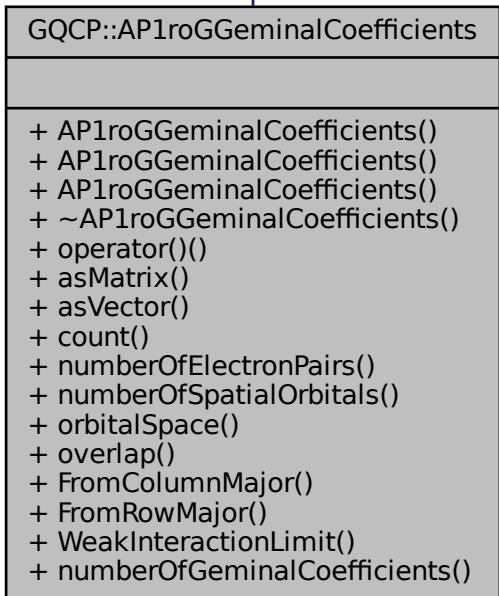 GQCP::AP1roGGeminalCoefficients
+ AP1roGGeminalCoefficients()
+ AP1roGGeminalCoefficients()
+ AP1roGGeminalCoefficients()
+ ~AP1roGGeminalCoefficients()
+ operator()()
+ asMatrix()
+ asVector()
+ count()
+ numberOfElectronPairs()
+ numberOfSpatialOrbitals()
+ orbitalSpace()
+ overlap()
+ FromColumnMajor()
+ FromRowMajor()
+ WeakInteractionLimit()
+ numberOfGeminalCoefficients()